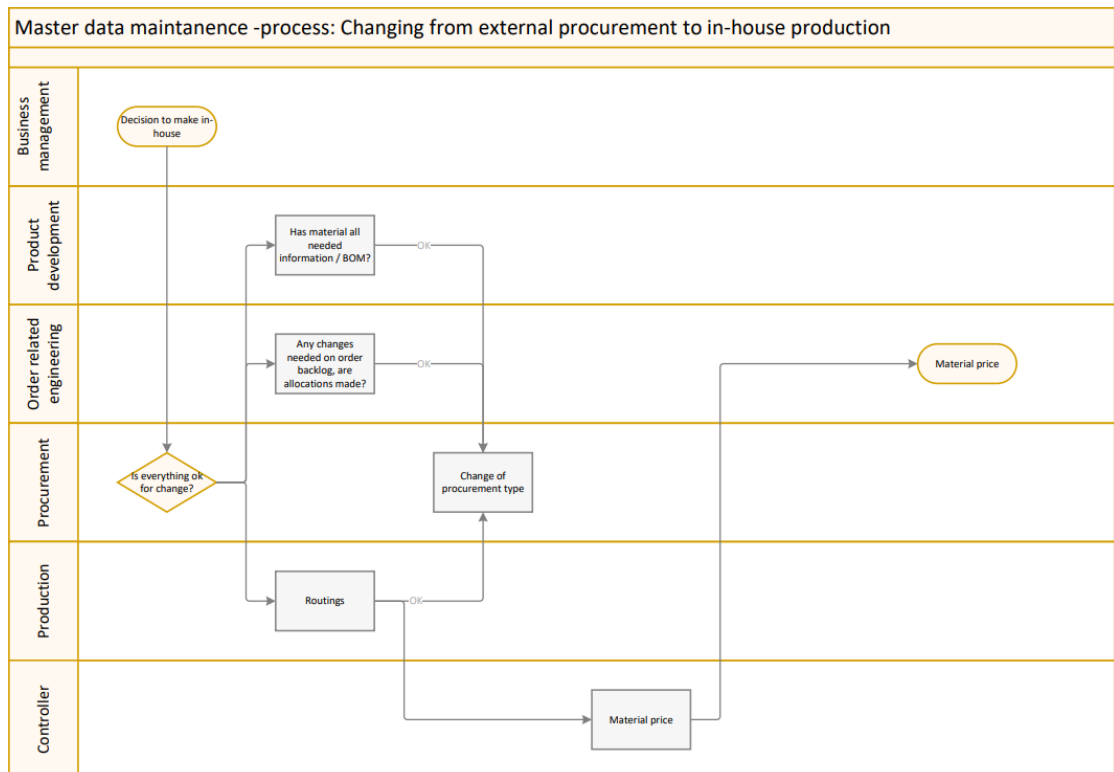 Master data maintanence -process: Changing from external procurement to in-house production
Business
management
Decision to make in-
house
Product
development
Has material all
needed
information / BOM?
OK
Order related
engineering
Any changes
needed on order
backlog, are
allocations made?
OK
Material price
Procurement
Is everything ok
for change?
Change of
procurement type
Production
Routings
OK
Controller
Material price